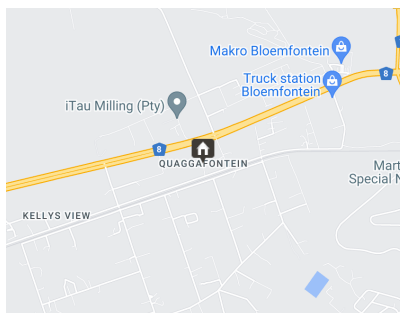 Makro Bloemfontein
8
Truck station
Bloemfontein
iTau Milling (Pty)
8
QUAGGAFONTEIN
Mart
Special N
KELLYS VIEW